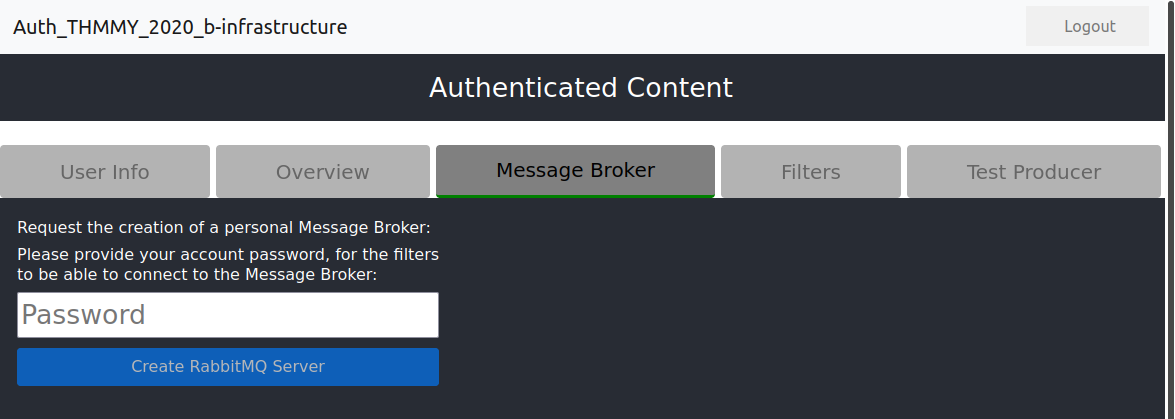 Auth_THMMY_2020_b-infrastructure
Logout
Authenticated Content
User Info
Overview
Message Broker
Filters
Test Producer
Request the creation of a personal Message Broker:
Please provide your account password, for the filters
to be able to connect to the Message Broker:
Password
Create RabbitMQ Server